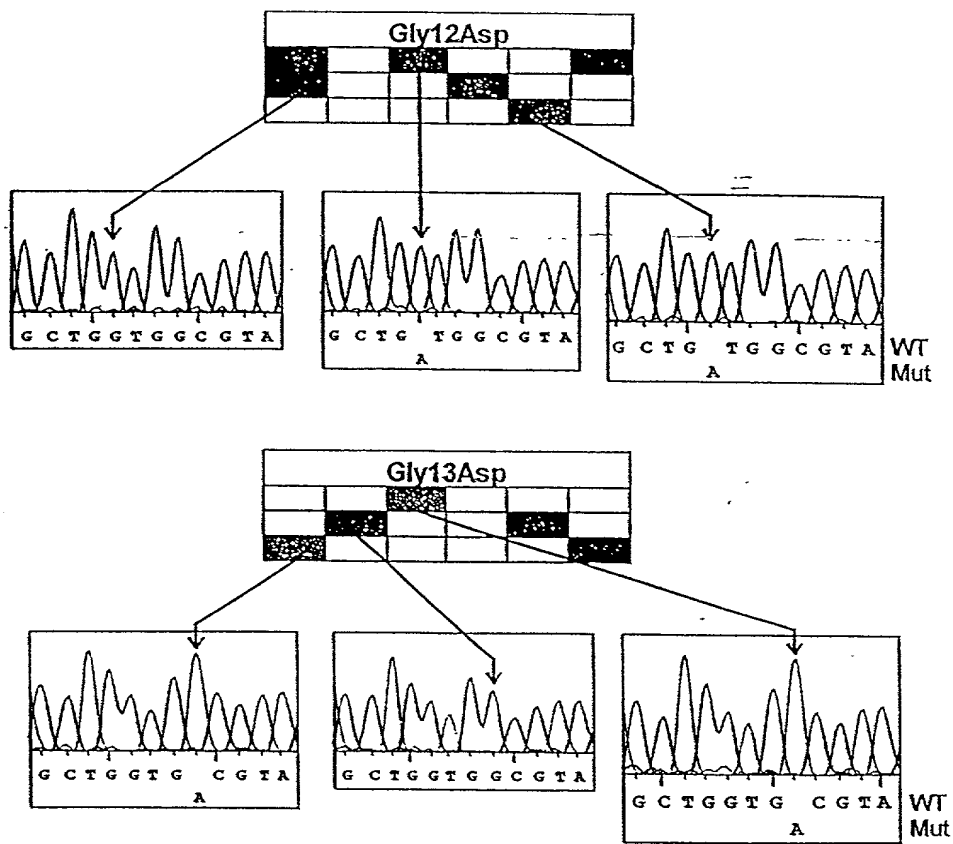 Gly12Asp
G C T G G T G G C G T A
G C T G T G G C G T A
A
G C T G T G G C G T A WT
A Mut
Gly13Asp
G C T G G T G C G T A
A
G C T G G T G G C G T A
G C T G G T G C G T A WT
A Mut